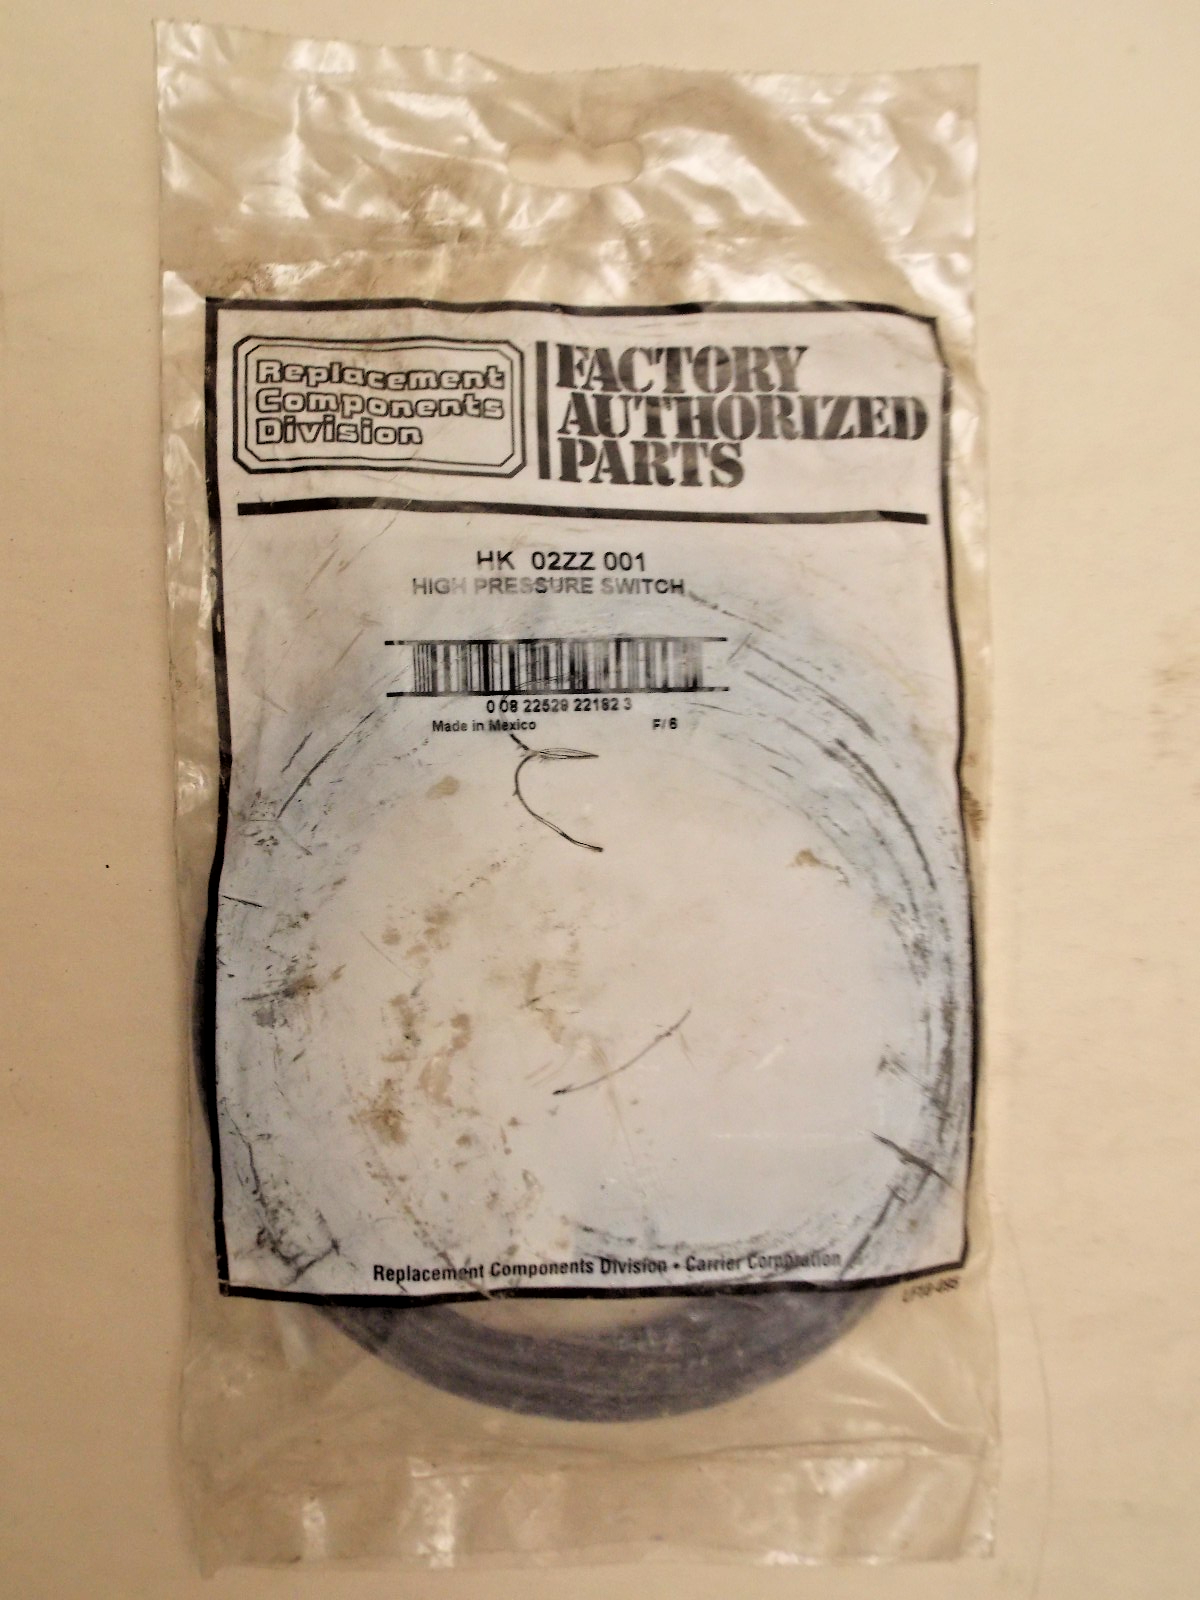 Replacement
Components
Division
FACTORY
AUTHORIZED
PARTS
HK 02ZZ 001
HIGH PRESSURE SWITCH
0 08 22529 22182 3
Made in Mexico F/6
Replacement Components Division • Carrier Corporation